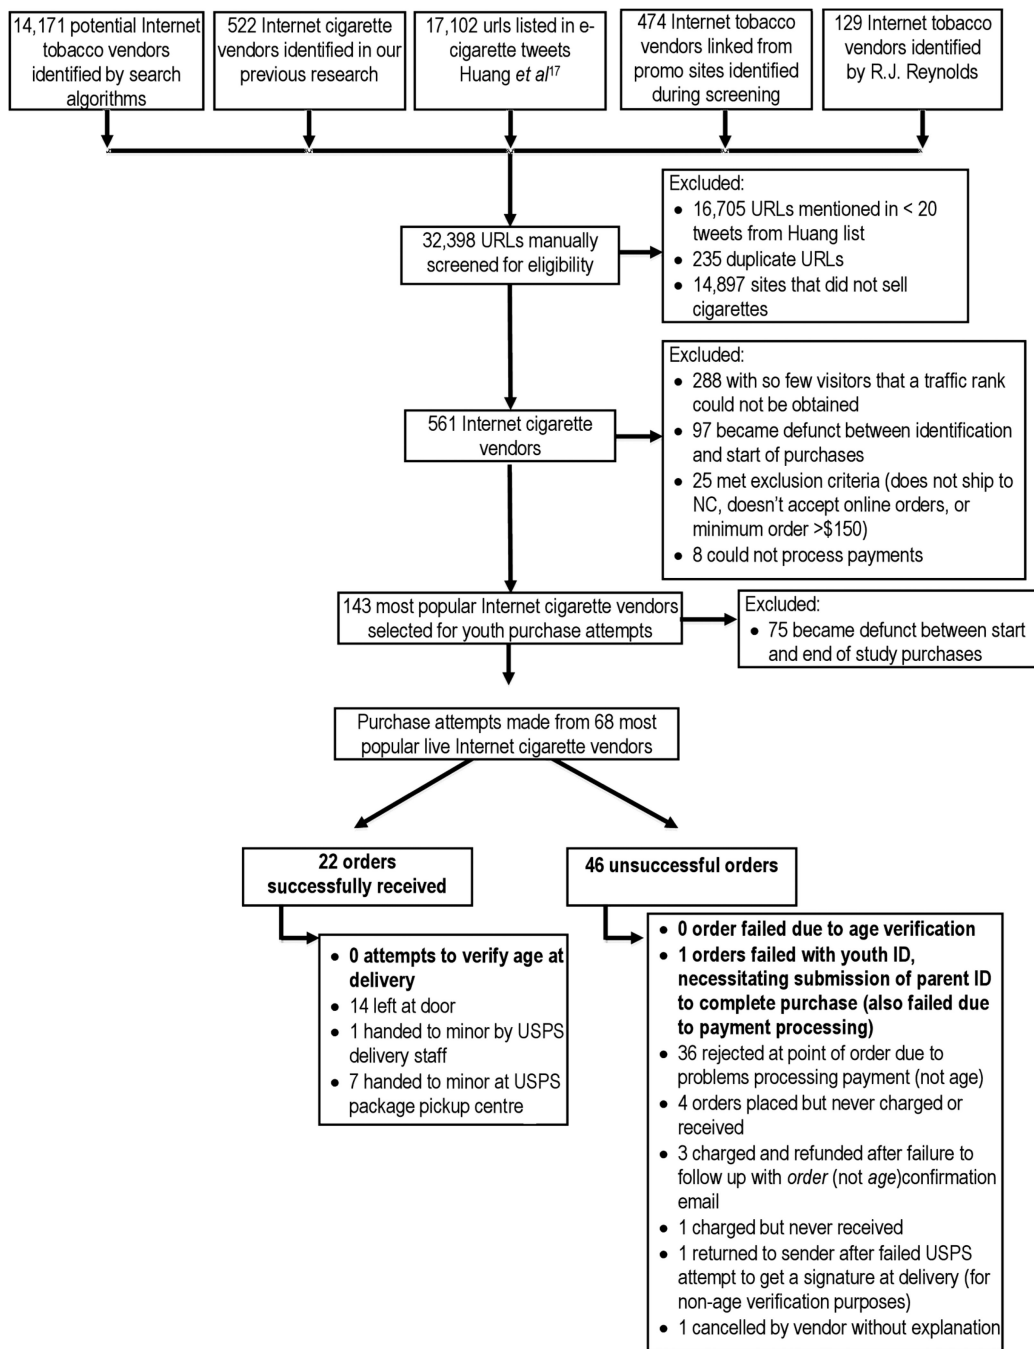 14,171 potential Internet
tobacco vendors
identified by search
algorithms
522 Internet cigarette
vendors identified in our
previous research
17,102 urls listed in e-
cigarette tweets
Huang et al17
474 Internet tobacco
vendors linked from
promo sites identified
during screening
129 Internet tobacco
vendors identified
by R.J. Reynolds
32,398 URLs manually
screened for eligibility
Excluded:
• 16,705 URLs mentioned in < 20
tweets from Huang list
• 235 duplicate URLs
• 14,897 sites that did not sell
cigarettes
561 Internet cigarette
vendors
Excluded:
• 288 with so few visitors that a traffic rank
could not be obtained
• 97 became defunct between identification
and start of purchases
• 25 met exclusion criteria (does not ship to
NC, doesn't accept online orders, or
minimum order >$150)
• 8 could not process payments
143 most popular Internet cigarette vendors
selected for youth purchase attempts
Excluded:
• 75 became defunct between start
and end of study purchases
Purchase attempts made from 68 most
popular live Internet cigarette vendors
22 orders
successfully received
• 0 attempts to verify age at
delivery
• 14 left at door
• 1 handed to minor by USPS
delivery staff
• 7 handed to minor at USPS
package pickup centre
46 unsuccessful orders
• 0 order failed due to age verification
• 1 orders failed with youth ID,
necessitating submission of parent ID
to complete purchase (also failed due
to payment processing)
• 36 rejected at point of order due to
problems processing payment (not age)
• 4 orders placed but never charged or
received
• 3 charged and refunded after failure to
follow up with order (not age)confirmation
email
• 1 charged but never received
• 1 returned to sender after failed USPS
attempt to get a signature at delivery (for
non-age verification purposes)
• 1 cancelled by vendor without explanation